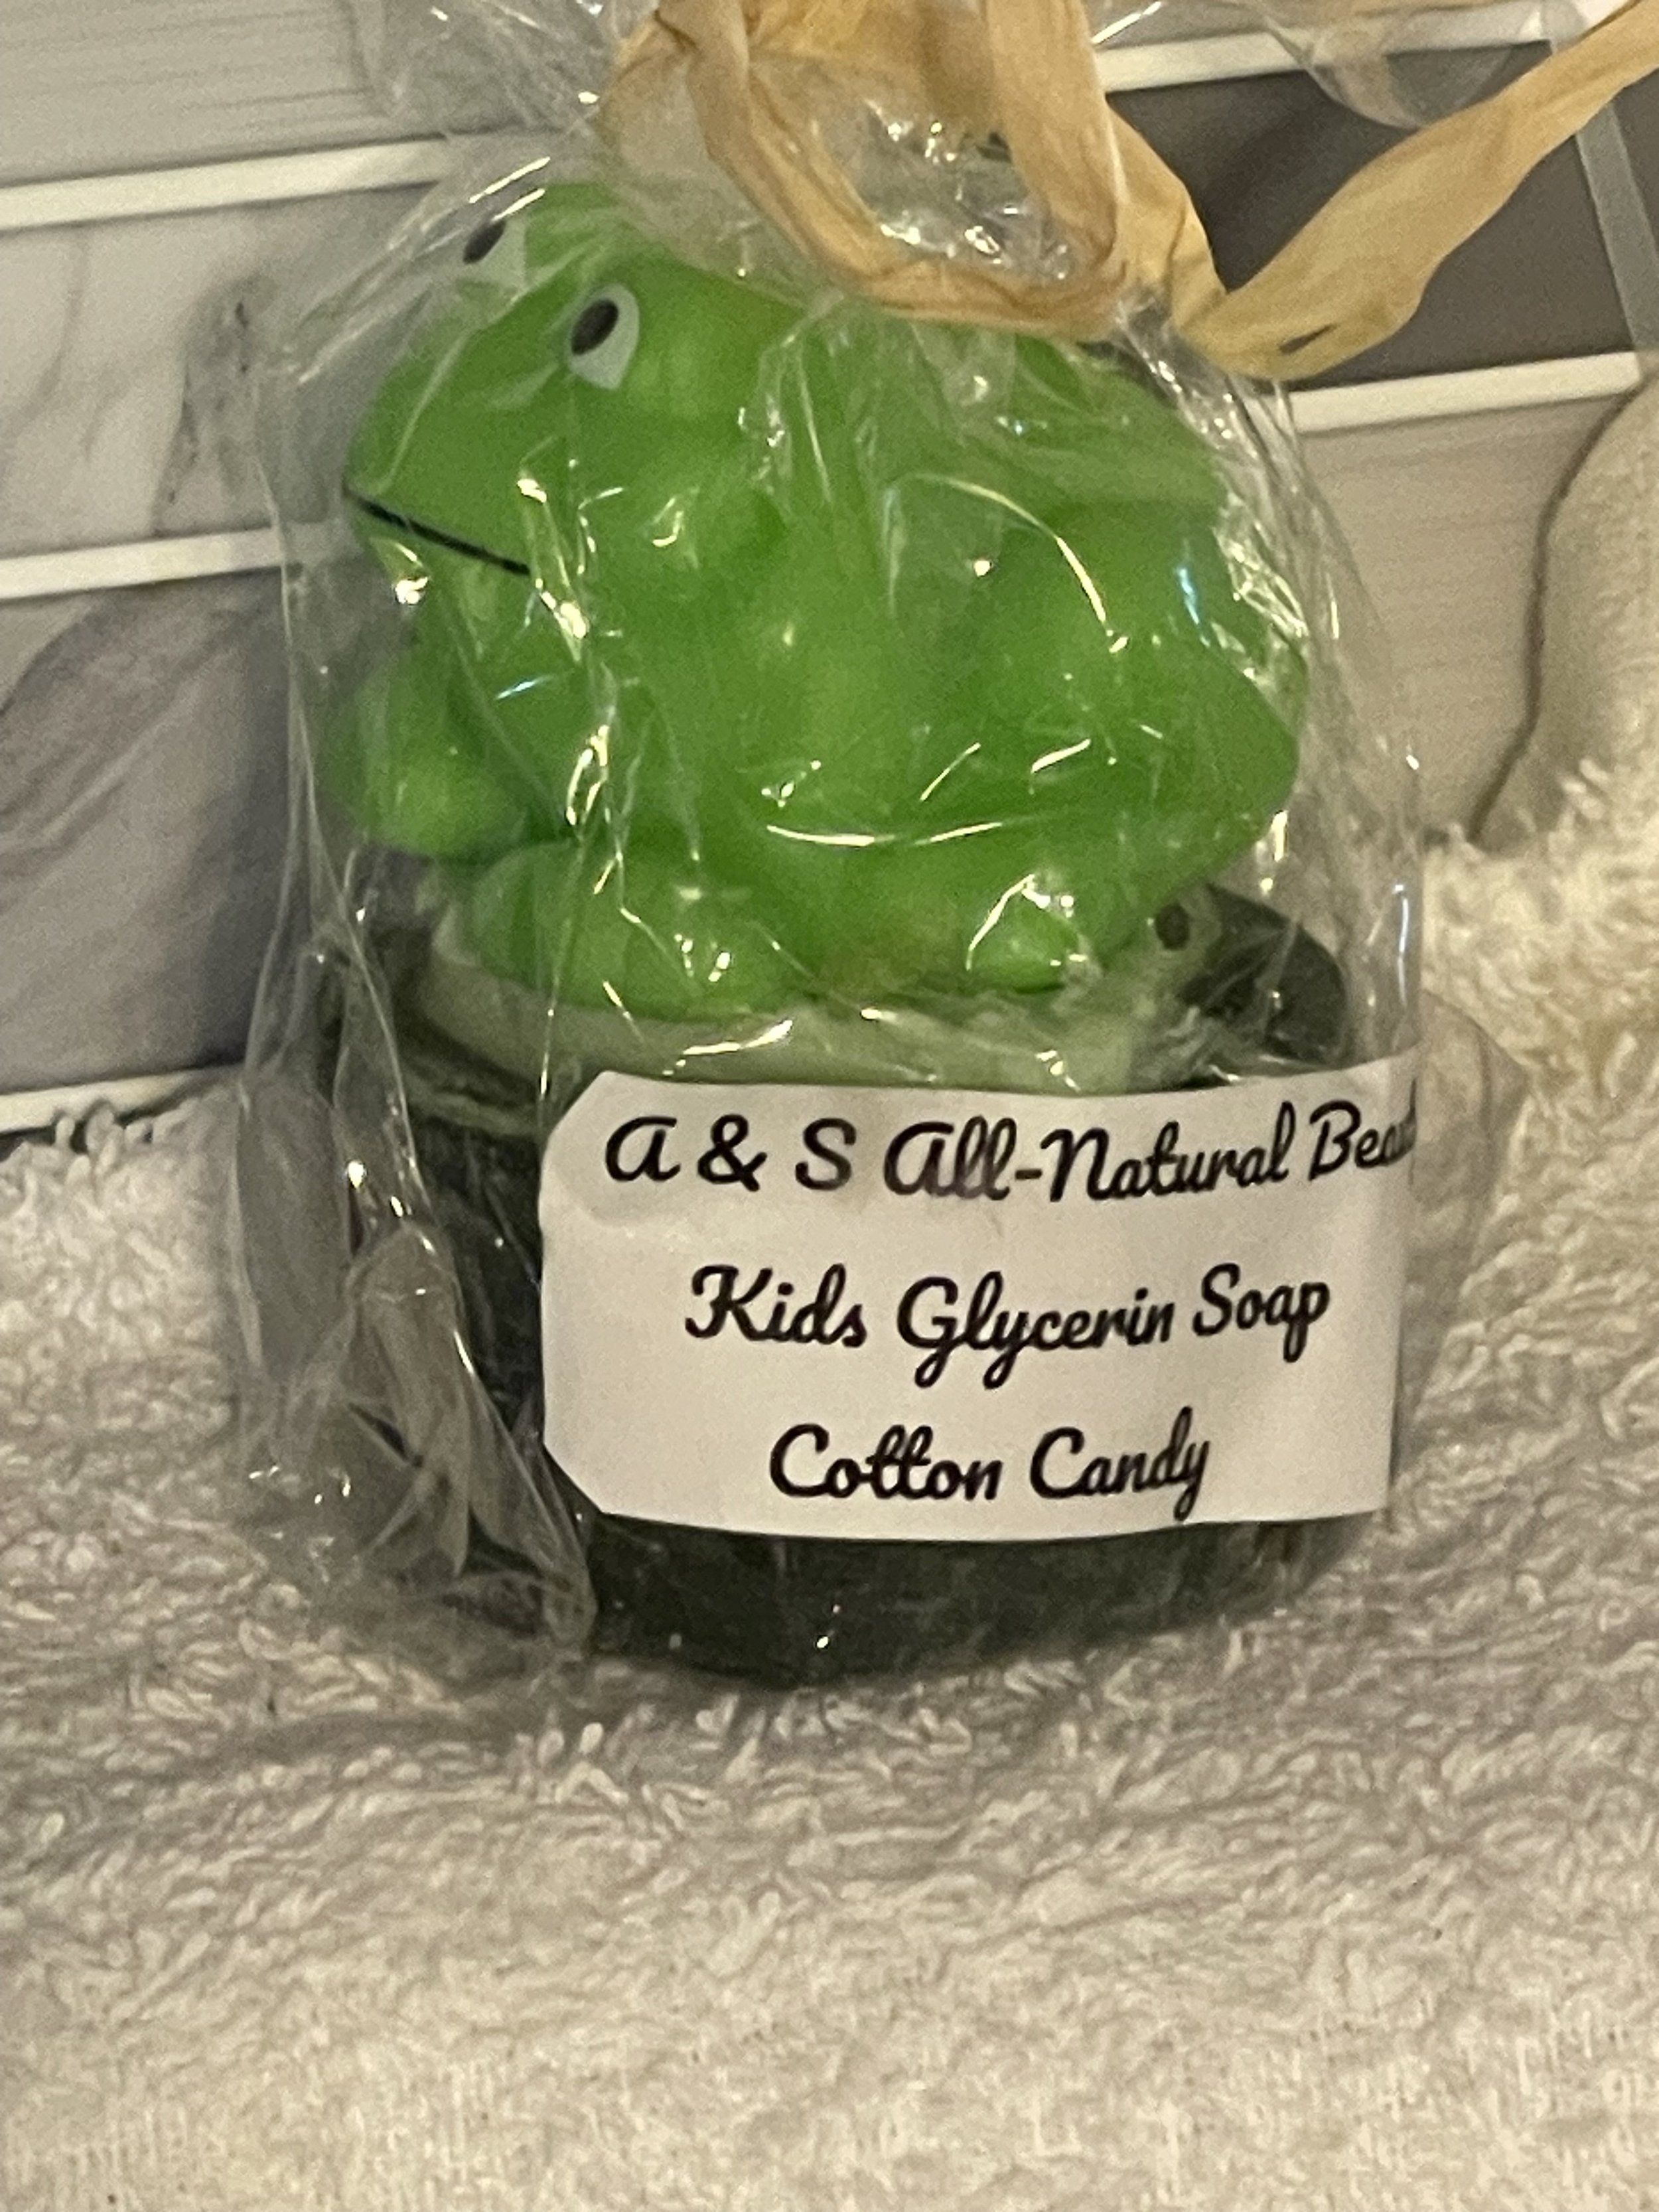 A & S All-Natural
Kids Glycerin Soap
Cotton Candy